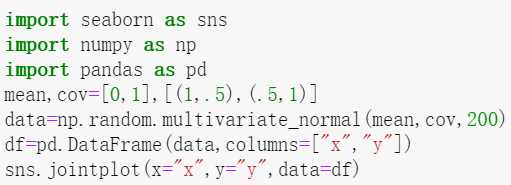 import seaborn as sns
import numpy as np
import pandas as pd
mean,cov=[0,1],[(1,.5),(.5,1)]
data=np.random.multivariate_normal(mean,cov,200)
df=pd.DataFrame(data,columns=["x","y"])
sns.jointplot(x="x",y="y",data=df)